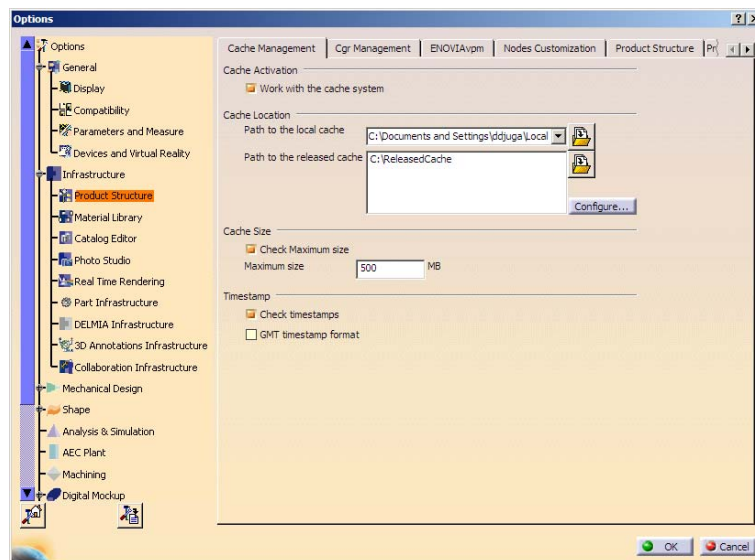 Options
Options
General
Display
Compatibility
Parameters and Measure
Devices and Virtual Reality
Infrastructure
Product Structure
Material Library
Catalog Editor
Photo Studio
Real Time Rendering
Part Infrastructure
DELMIA Infrastructure
3D Annotations Infrastructure
Collaboration Infrastructure
Mechanical Design
Shape
Analysis & Simulation
AEC Plant
Machining
Digital Mockup
Cache Management Cgr Management ENOVIAvpm Nodes Customization Product Structure Pr
Cache Activation
Work with the cache system
Cache Location
Path to the local cache C:\Documents and Settings\ddjuga\Local
Path to the released cache C:\ReleasedCache
Configure...
Cache Size
Check Maximum size
Maximum size 500 MB
Timestamp
Check timestamps
GMT timestamp format
OK Cancel